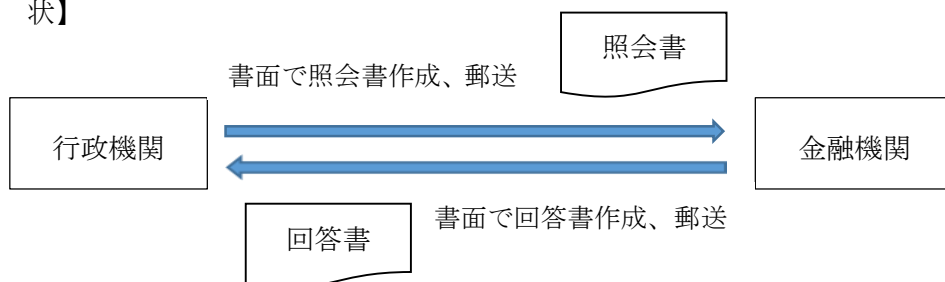 状】
照会書
書面で照会書作成、郵送
行政機関
金融機関
書面で回答書作成、郵送
回答書